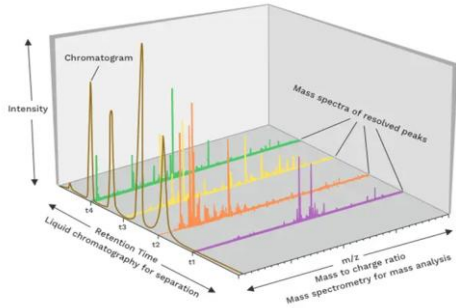 Chromatogram
Intensity
Mass spectra of resolved peaks
t4
t3
t2
t1
Retention Time
Liquid chromatography for separation
m/z
Mass to charge ratio
Mass spectrometry for mass analysis